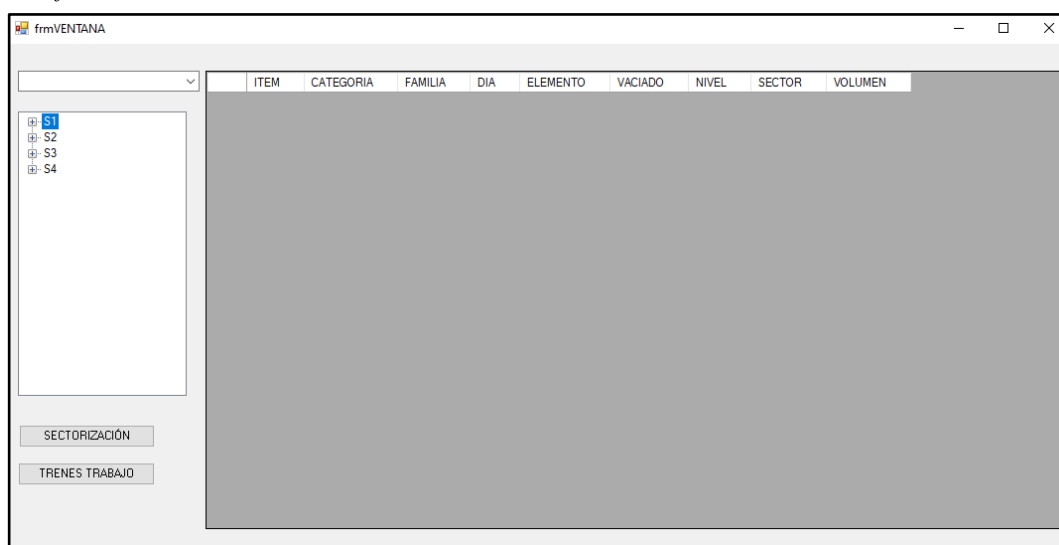 frmVENTANA
ITEM CATEGORIA FAMILIA DIA ELEMENTO VACIADO NIVEL SECTOR VOLUMEN
S1
S2
S3
S4
SECTORIZACIÓN
TRENES TRABAJO